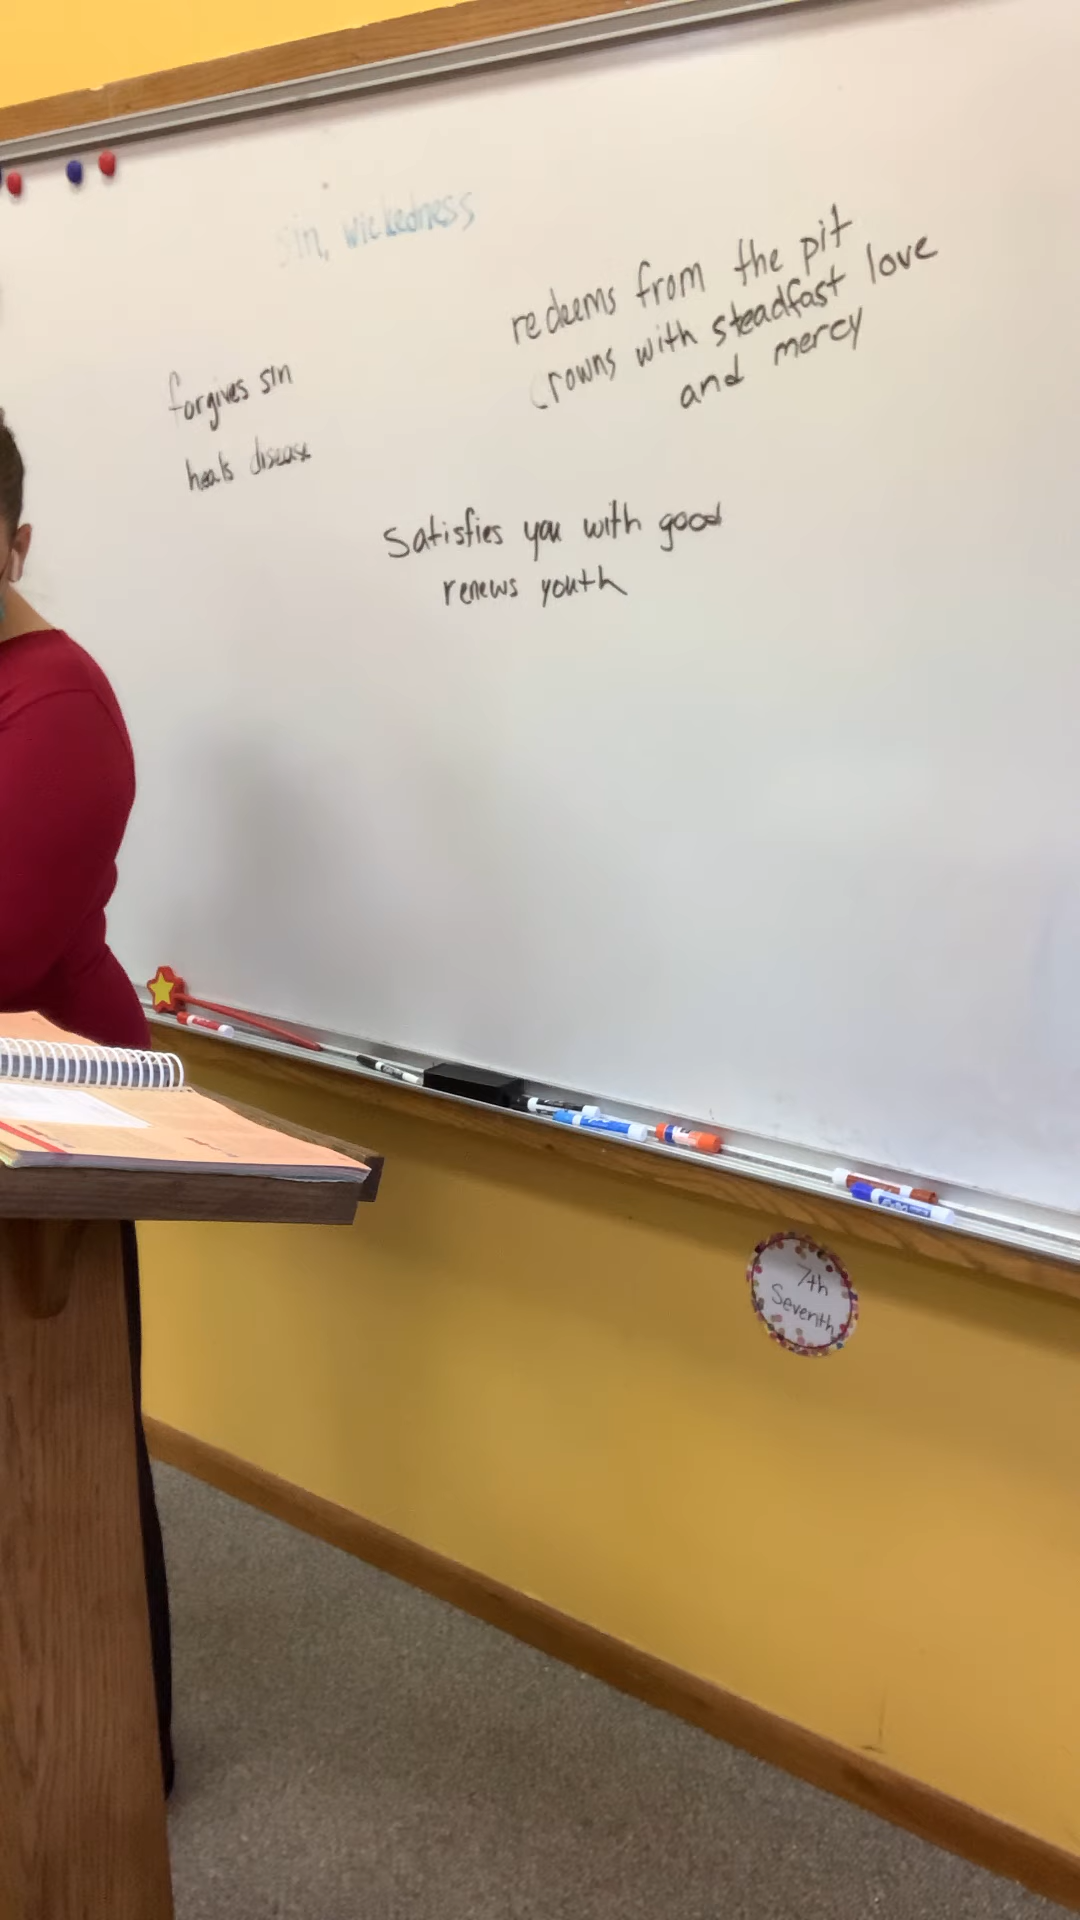 sin, wickedness
redeems from the pit
crowns with steadfast love
and mercy
forgives sin
heals disease
Satisfies you with good
renews youth
7th
Seventh